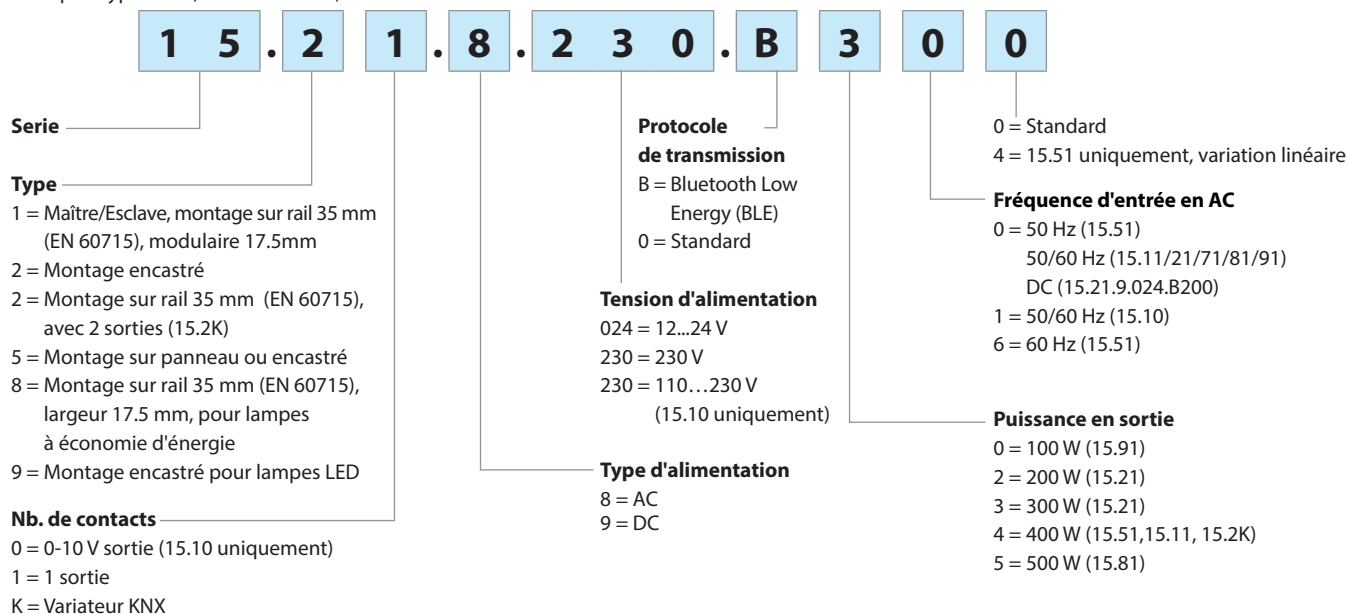 1 5 . 2 1 . 8 . 2 3 0 . B 3 0 0
Serie
Type
1 = Maître/Esclave, montage sur rail 35 mm
(EN 60715), modulaire 17.5mm
2 = Montage encastré
2 = Montage sur rail 35 mm (EN 60715),
avec 2 sorties (15.2K)
5 = Montage sur panneau ou encastré
8 = Montage sur rail 35 mm (EN 60715),
largeur 17.5 mm, pour lampes
à économie d'énergie
9 = Montage encastré pour lampes LED
Nb. de contacts
0 = 0-10 V sortie (15.10 uniquement)
1 = 1 sortie
K = Variateur KNX
Protocole
de transmission
B = Bluetooth Low
Energy (BLE)
0 = Standard
Tension d'alimentation
024 = 12...24 V
230 = 230 V
230 = 110…230 V
(15.10 uniquement)
Type d'alimentation
8 = AC
9 = DC
0 = Standard
4 = 15.51 uniquement, variation linéaire
Fréquence d'entrée en AC
0 = 50 Hz (15.51)
50/60 Hz (15.11/21/71/81/91)
DC (15.21.9.024.B200)
1 = 50/60 Hz (15.10)
6 = 60 Hz (15.51)
Puissance en sortie
0 = 100 W (15.91)
2 = 200 W (15.21)
3 = 300 W (15.21)
4 = 400 W (15.51,15.11, 15.2K)
5 = 500 W (15.81)